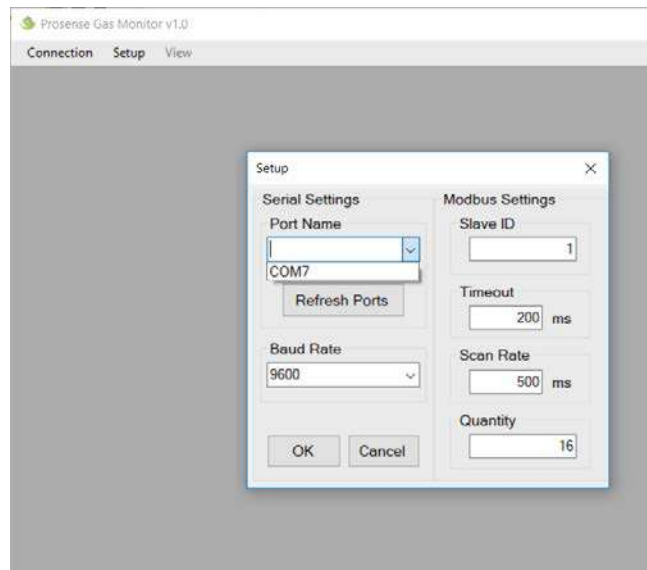 Prosense Gas Monitor v1.0
Connection Setup View
Setup
Serial Settings
Port Name
COM7
Refresh Ports
Baud Rate
9600
OK Cancel
Modbus Settings
Slave ID
1
Timeout
200 ms
Scan Rate
500 ms
Quantity
16